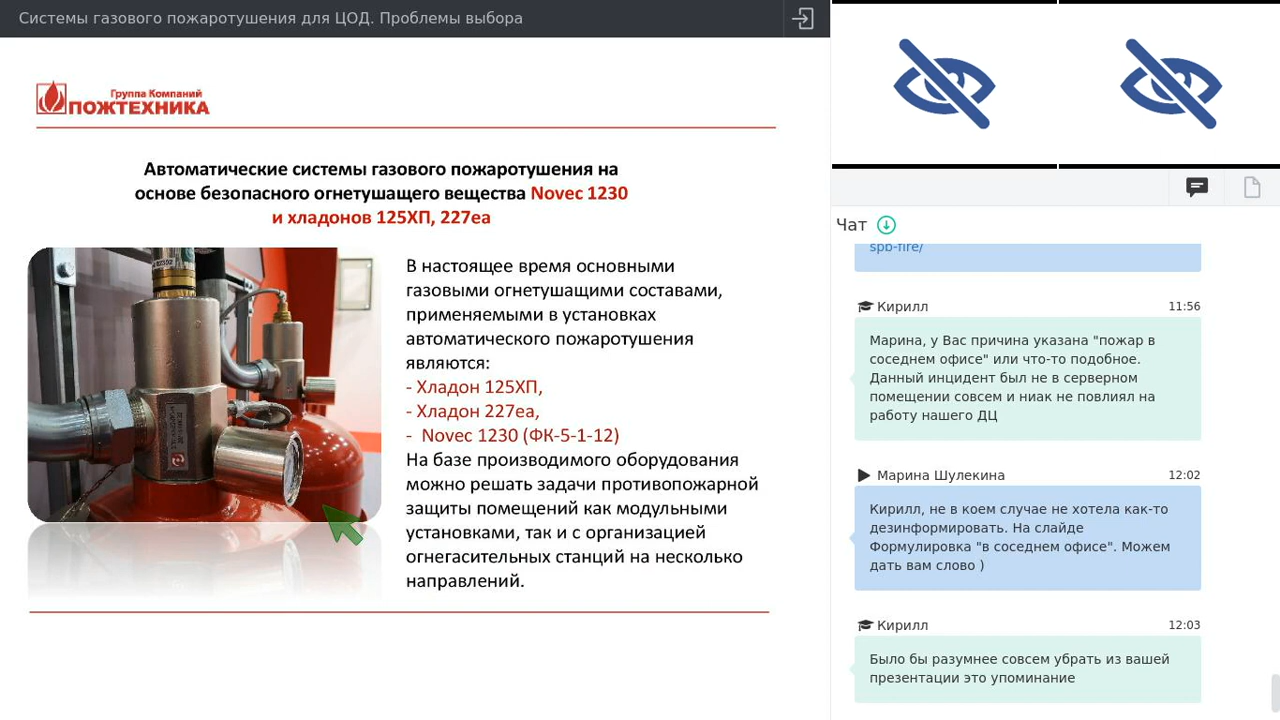 Системы газового пожаротушения для ЦОД. Проблемы выбора
Группа Компаний
ПОЖТЕХНИКА
Автоматические системы газового пожаротушения на
основе безопасного огнетушащего вещества Novec 1230
и хладонов 125ХП, 227еа
В настоящее время основными
газовыми огнетушащими составами,
применяемыми в установках
автоматического пожаротушения
являются:
- Хладон 125ХП,
- Хладон 227еа,
- Novec 1230 (ФК-5-1-12)
На базе производимого оборудования
можно решать задачи противопожарной
защиты помещений как модульными
установками, так и с организацией
огнегасительных станций на несколько
направлений.
Чат
spb-fire/
Кирилл 11:56
Марина, у Вас причина указана "пожар в
соседнем офисе" или что-то подобное.
Данный инцидент был не в серверном
помещении совсем и ниак не повлиял на
работу нашего ДЦ
Марина Шулекина 12:02
Кирилл, не в коем случае не хотела как-то
дезинформировать. На слайде
Формулировка "в соседнем офисе". Можем
дать вам слово )
Кирилл 12:03
Было бы разумнее совсем убрать из вашей
презентации это упоминание